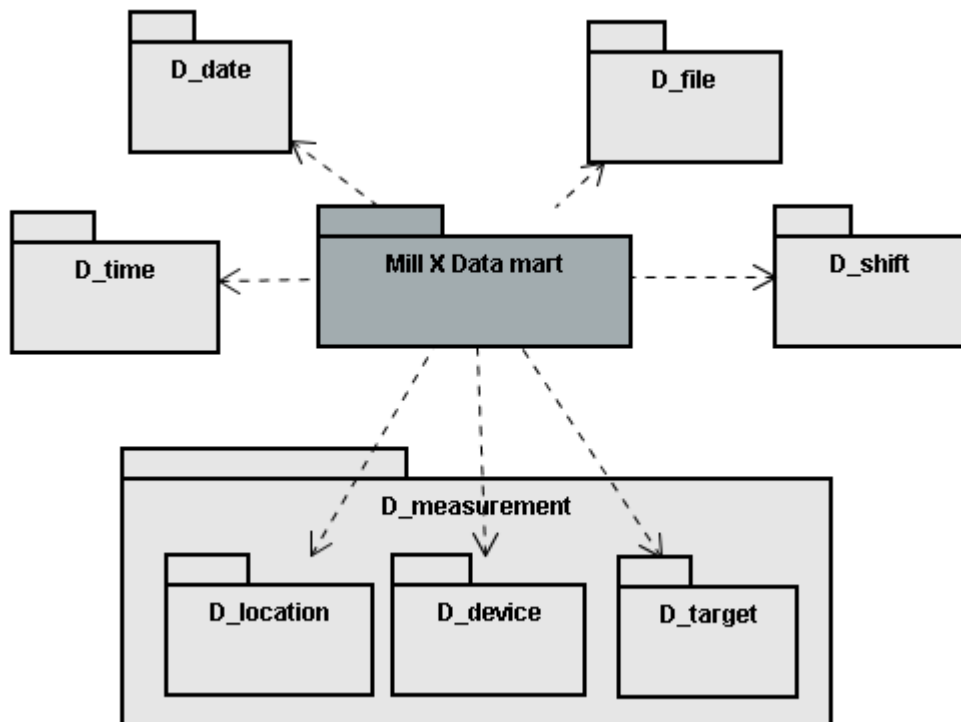 D_date
D_file
D_time
Mill X Data mart
D_shift
D_measurement
D_location
D_device
D_target